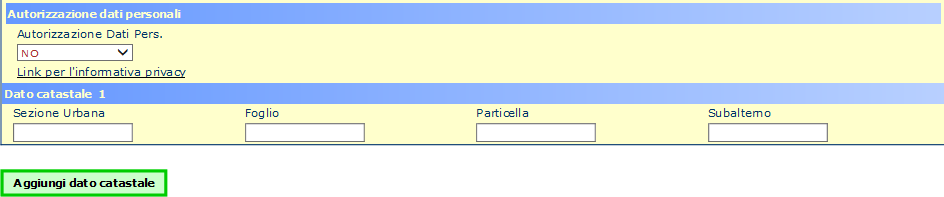 Autorizzazione dati personali
Autorizzazione Dati Pers.
NO
Link per l'informativa privacy
Dato catastale 1
Sezione Urbana Foglio Particella Subalterno
Aggiungi dato catastale